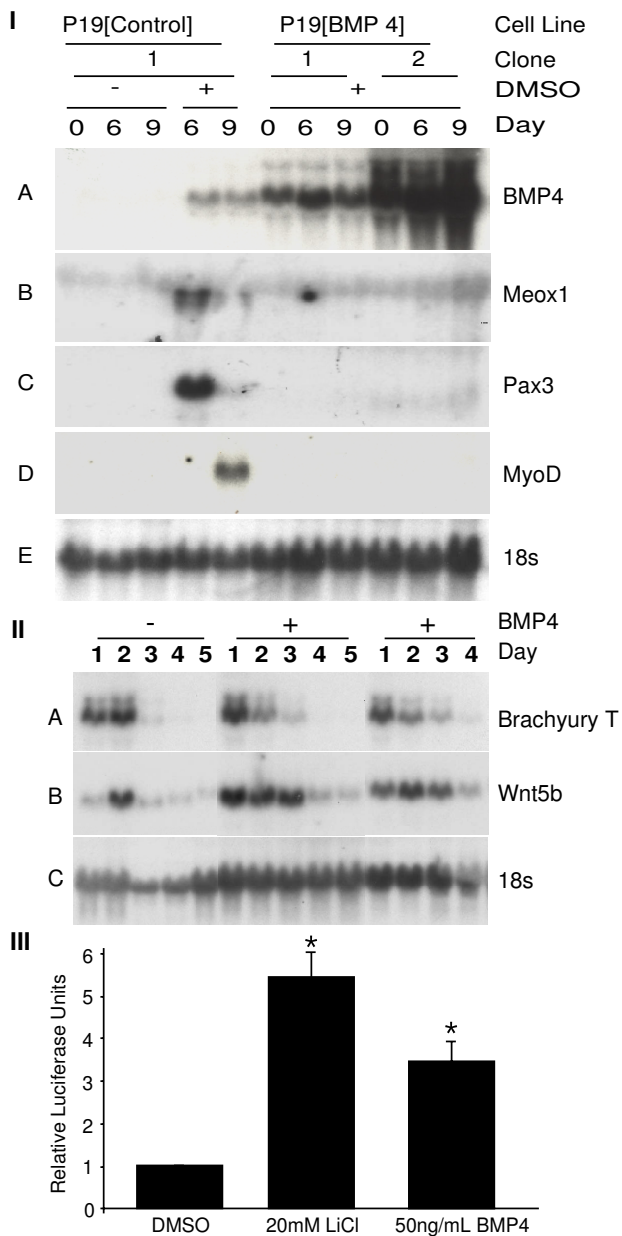 I
P19[Control] P19[BMP 4] Cell Line
1 1 2 Clone
- + + DMSO
0 6 9 6 9 0 6 9 0 6 9 Day
A BMP4
B Meox1
C Pax3
D MyoD
E 18s
II
- + + BMP4
1 2 3 4 5 1 2 3 4 5 1 2 3 4 Day
A Brachyury T
B Wnt5b
C 18s
III
Relative Luciferase Units
6
5
4
3
2
1
0
* *
DMSO 20mM LiCl 50ng/mL BMP4